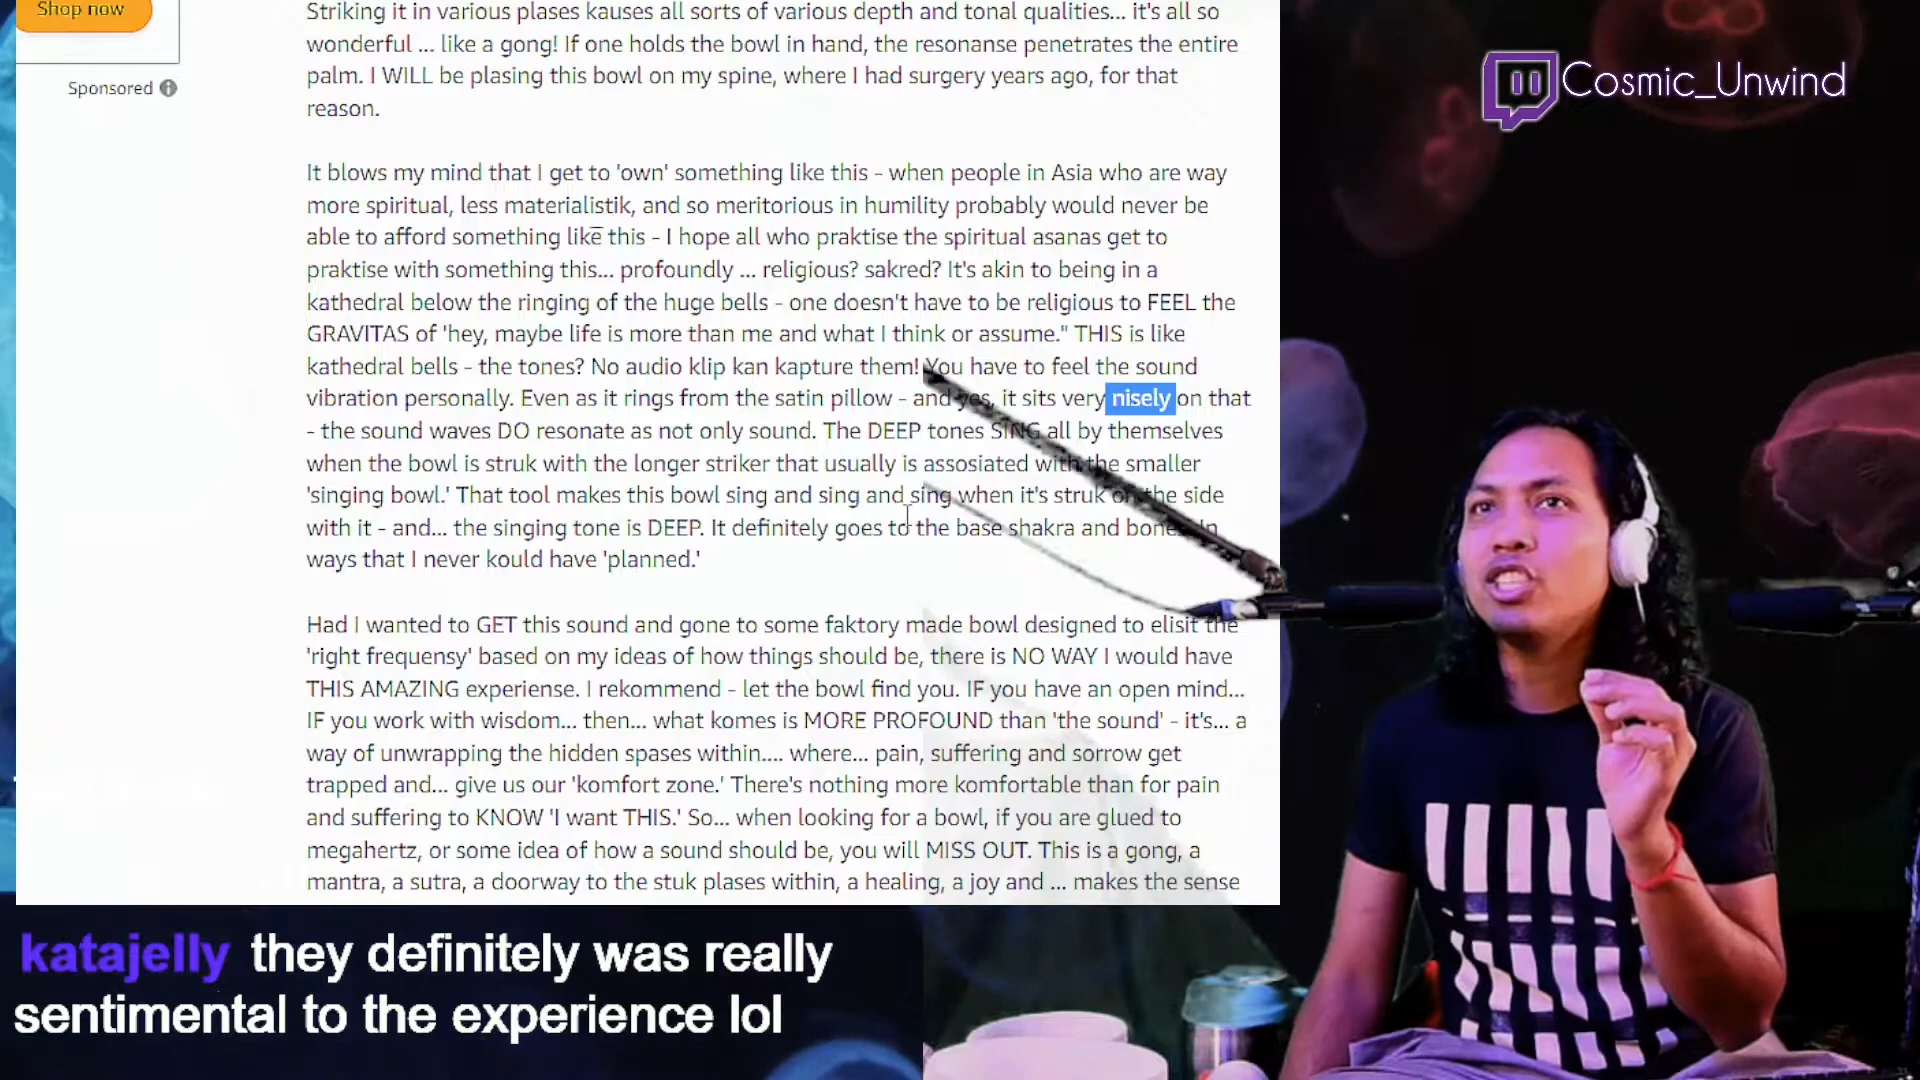 Shop now
Sponsored
Cosmic_Unwind
Striking it in various plases kauses all sorts of various depth and tonal qualities... it's all so
wonderful ... like a gong! If one holds the bowl in hand, the resonanse penetrates the entire
palm. I WILL be plasing this bowl on my spine, where I had surgery years ago, for that
reason.
It blows my mind that I get to 'own' something like this - when people in Asia who are way
more spiritual, less materialistik, and so meritorious in humility probably would never be
able to afford something like this - I hope all who praktise the spiritual asanas get to
praktise with something this... profoundly ... religious? sakred? It's akin to being in a
kathedral below the ringing of the huge bells - one doesn't have to be religious to FEEL the
GRAVITAS of 'hey, maybe life is more than me and what I think or assume." THIS is like
kathedral bells - the tones? No audio klip kan kapture them! You have to feel the sound
vibration personally. Even as it rings from the satin pillow - and yes, it sits very nisely on that
- the sound waves DO resonate as not only sound. The DEEP tones SING all by themselves
when the bowl is struk with the longer striker that usually is assosiated with the smaller
'singing bowl.' That tool makes this bowl sing and sing and sing when it's struk on the side
with it - and... the singing tone is DEEP. It definitely goes to the base shakra and bones. In
ways that I never kould have 'planned.'
Had I wanted to GET this sound and gone to some faktory made bowl designed to elisit the
'right frequensy' based on my ideas of how things should be, there is NO WAY I would have
THIS AMAZING experiense. I rekommend - let the bowl find you. IF you have an open mind...
IF you work with wisdom... then... what komes is MORE PROFOUND than 'the sound' - it's... a
way of unwrapping the hidden spases within.... where... pain, suffering and sorrow get
trapped and... give us our 'komfort zone.' There's nothing more komfortable than for pain
and suffering to KNOW 'I want THIS.' So... when looking for a bowl, if you are glued to
megahertz, or some idea of how a sound should be, you will MISS OUT. This is a gong, a
mantra, a sutra, a doorway to the stuk plases within, a healing, a joy and ... makes the sense
katajelly they definitely was really
sentimental to the experience lol